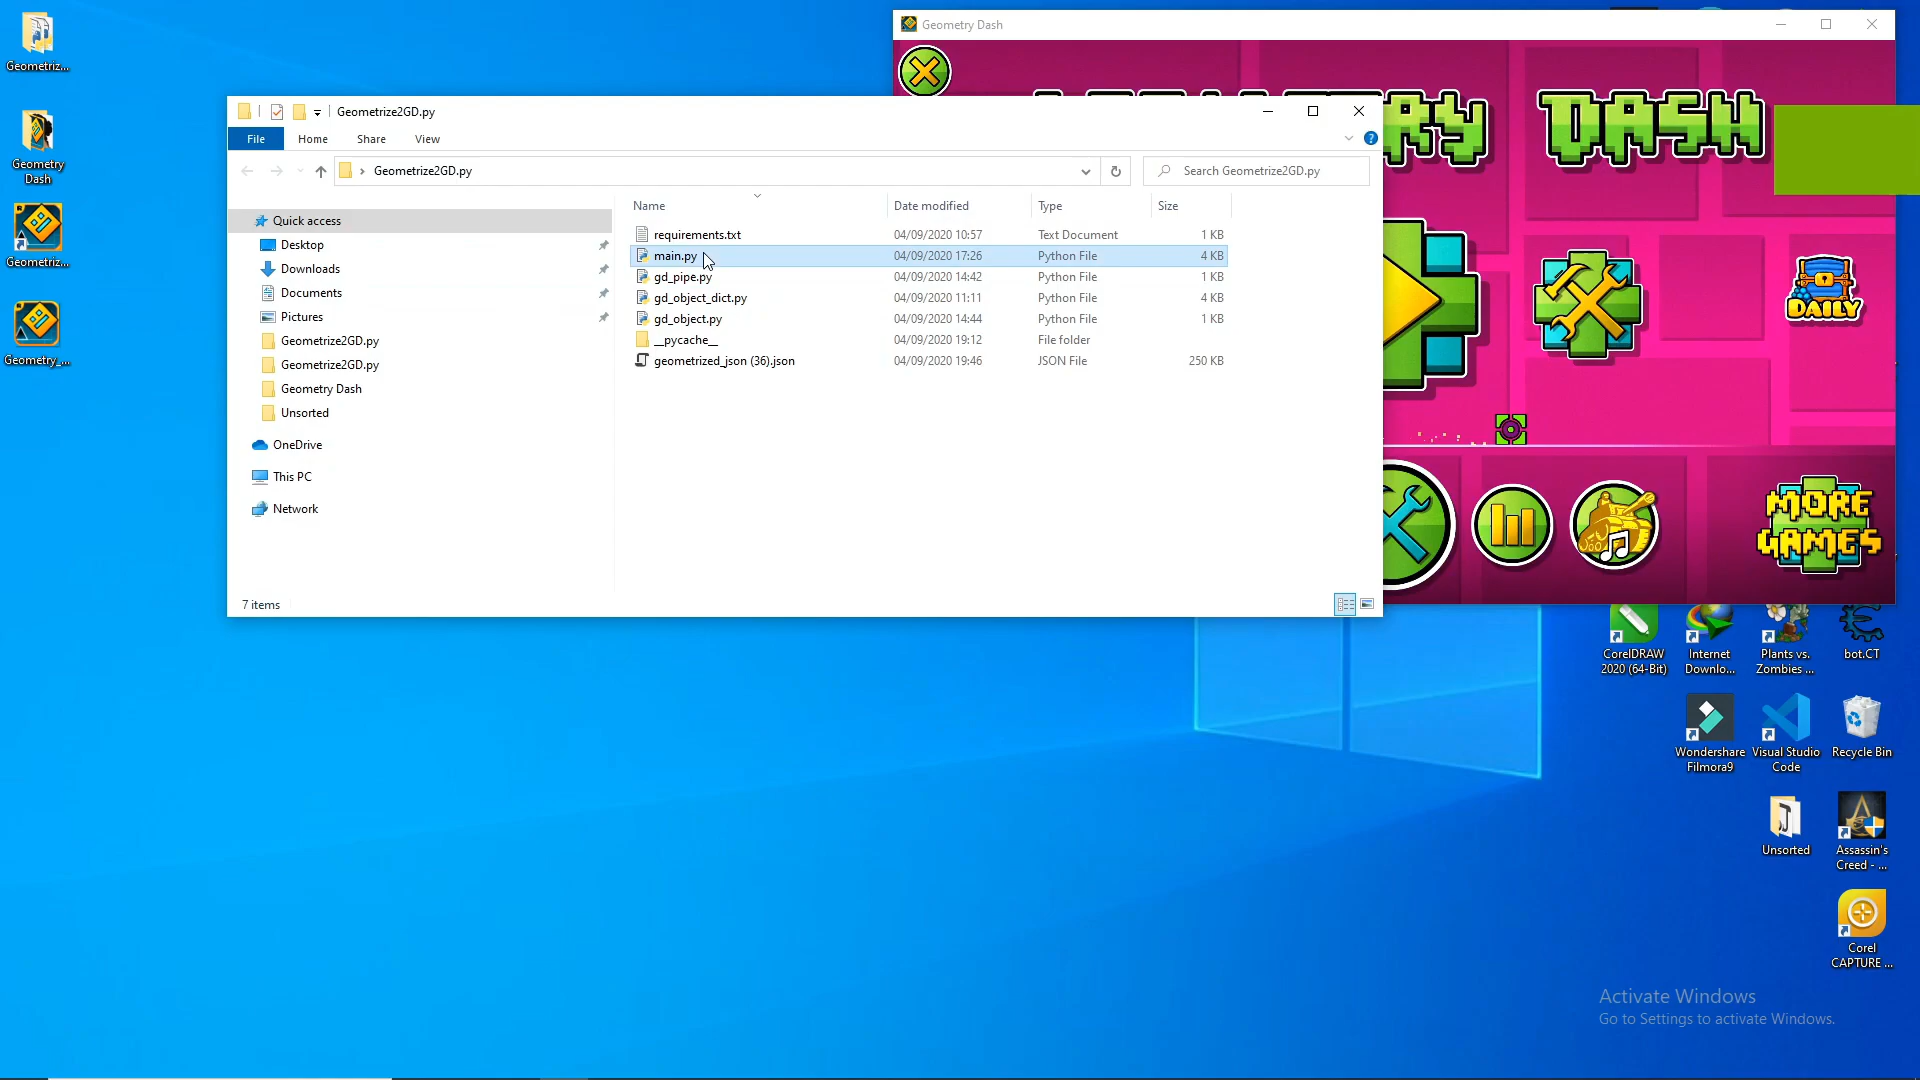 Geometriz...
Geometry
Dash
Geometriz...
Geometry_...
Geometry Dash
DASH
DAILY
MORE
GAMES
Geometrize2GD.py
File
Home
Share
View
Geometrize2GD.py
Search Geometrize2GD.py
Quick access
Desktop
Downloads
Documents
Pictures
Geometrize2GD.py
Geometrize2GD.py
Geometry Dash
Unsorted
OneDrive
This PC
Network
Name Date modified Type Size
requirements.txt 04/09/2020 10:57 Text Document 1 KB
main.py 04/09/2020 17:26 Python File 4 KB
gd_pipe.py 04/09/2020 14:42 Python File 1 KB
gd_object_dict.py 04/09/2020 11:11 Python File 4 KB
gd_object.py 04/09/2020 14:44 Python File 1 KB
__pycache__ 04/09/2020 19:12 File folder
geometrized_json (36).json 04/09/2020 19:46 JSON File 250 KB
7 items
CorelDRAW
2020 (64-Bit)
Internet
Downlo...
Plants vs.
Zombies ...
bot.CT
Wondershare
Filmora9
Visual Studio
Code
Recycle Bin
Unsorted
Assassin's
Creed - ...
Corel
CAPTURE ...
Activate Windows
Go to Settings to activate Windows.